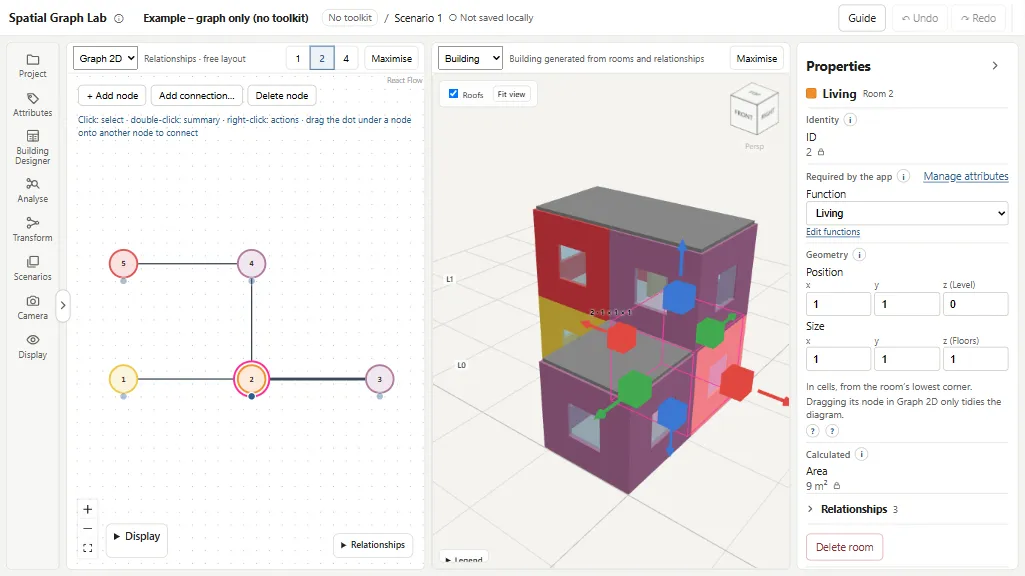 Spatial Graph Lab
Example – graph only (no toolkit)
No toolkit
/ Scenario 1
Not saved locally
Guide
Undo
Redo
Project
Attributes
Building
Designer
Analyse
Transform
Scenarios
Camera
Display
Graph 2D
Relationships · free layout
1
2
4
Maximise
React Flow
+ Add node
Add connection...
Delete node
Click: select · double-click: summary · right-click: actions · drag the dot under a node
onto another node to connect
5
4
1
2
3
Display
Relationships
Building
Building generated from rooms and relationships
Maximise
Roofs
Fit view
FRONT
RIGHT
Persp
L1
L0
Legend
Properties
Living
Room 2
Identity
ID
2
Required by the app
Manage attributes
Function
Living
Edit functions
Geometry
Position
x
y
z (Level)
1
1
0
Size
x
y
z (Floors)
1
1
1
In cells, from the room's lowest corner.
Dragging its node in Graph 2D only tidies the
diagram.
?
?
Calculated
Area
9 m²
Relationships 3
Delete room